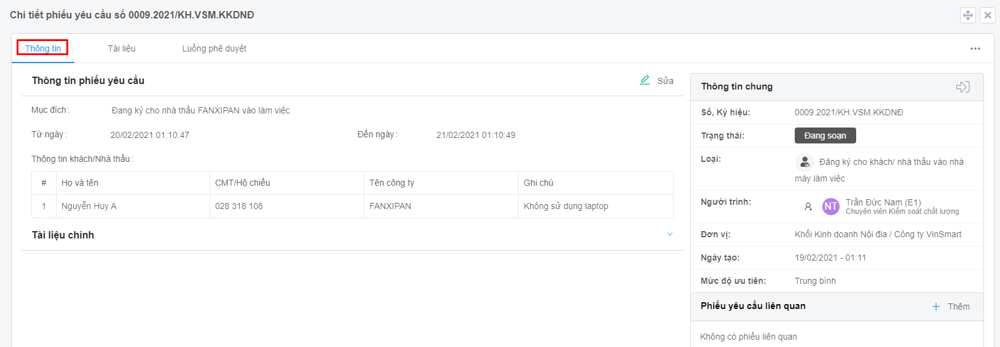 Chi tiết phiếu yêu cầu số 0009.2021/KH.VSM.KKDNĐ
Thông tin
Tài liệu
Luồng phê duyệt
Thông tin phiếu yêu cầu
Sửa
Mục đích:
Đang ký cho nhà thầu FANXIPAN vào làm việc
Từ ngày:
20/02/2021 01:10:47
Đến ngày:
21/02/2021 01:10:49
Thông tin khách/Nhà thầu:
# Họ và tên CMT/Hộ chiếu Tên công ty Ghi chú
1 Nguyễn Huy A 028 318 108 FANXIPAN Không sử dụng laptop
Tài liệu chính
Thông tin chung
Số, Ký hiệu: 0009.2021/KH.VSM.KKDNĐ
Trạng thái: Đang soạn
Loại: Đăng ký cho khách/ nhà thầu vào nhà
máy làm việc
Người trình: NT Trần Đức Nam (E1)
Chuyên viên Kiểm soát chất lượng
Đơn vị: Khối Kinh doanh Nội địa / Công ty VinSmart
Ngày tạo: 19/02/2021 - 01:11
Mức độ ưu tiên: Trung bình
Phiếu yêu cầu liên quan
Thêm
Không có phiếu liên quan